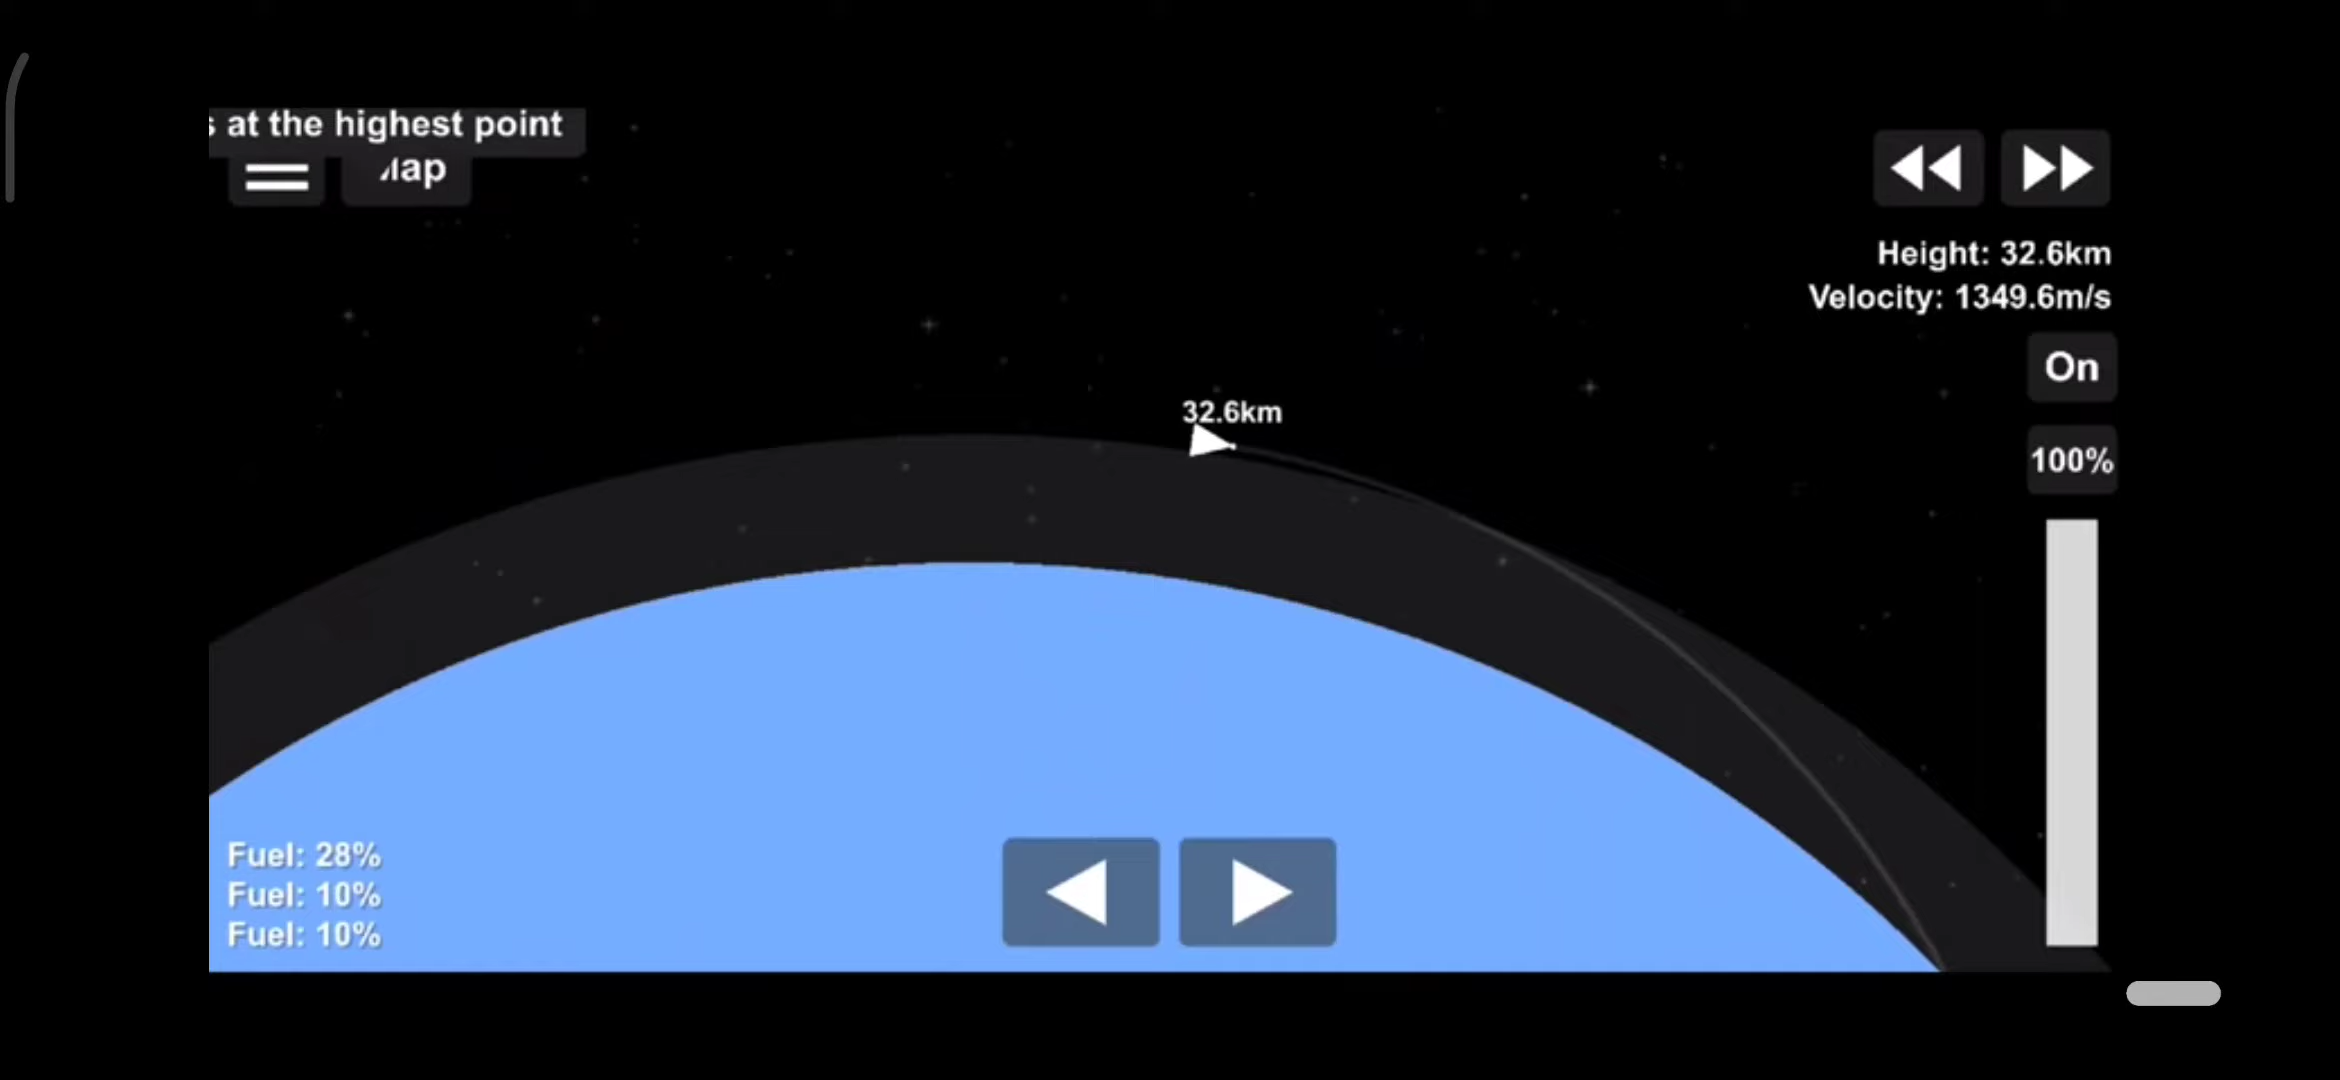 at the highest point
Height: 32.6km
Velocity: 1349.6m/s
On
32.6km
100%
Fuel: 28%
Fuel: 10%
Fuel: 10%